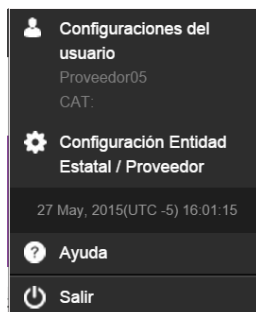 Configuraciones del
usuario
Proveedor05
CAT:
Configuración Entidad
Estatal / Proveedor
27 May, 2015(UTC -5) 16:01:15
Ayuda
Salir